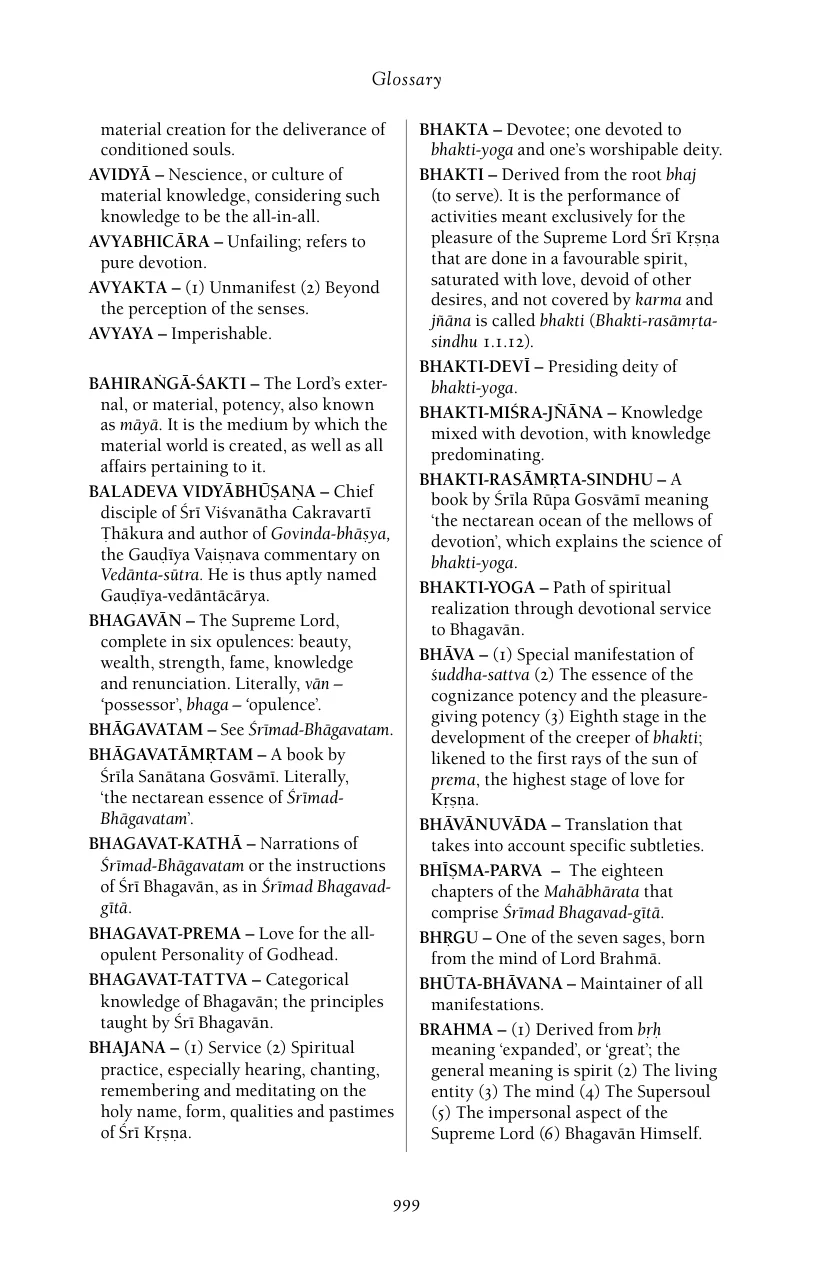 Glossary
material creation for the deliverance of
conditioned souls.
AVIDYĀ – Nescience, or culture of
material knowledge, considering such
knowledge to be the all-in-all.
AVYABHICĀRA – Unfailing; refers to
pure devotion.
AVYAKTA – (1) Unmanifest (2) Beyond
the perception of the senses.
AVYAYA – Imperishable.
BAHIRAṄGĀ-ŚAKTI – The Lord’s exter-
nal, or material, potency, also known
as māyā. It is the medium by which the
material world is created, as well as all
affairs pertaining to it.
BALADEVA VIDYĀBHŪṢAṆA – Chief
disciple of Śrī Viśvanātha Cakravartī
Ṭhākura and author of Govinda-bhāṣya,
the Gauḍīya Vaiṣṇava commentary on
Vedānta-sūtra. He is thus aptly named
Gauḍīya-vedāntācārya.
BHAGAVĀN – The Supreme Lord,
complete in six opulences: beauty,
wealth, strength, fame, knowledge
and renunciation. Literally, vān –
‘possessor’, bhaga – ‘opulence’.
BHĀGAVATAM – See Śrīmad-Bhāgavatam.
BHĀGAVATĀMṚTAM – A book by
Śrīla Sanātana Gosvāmī. Literally,
‘the nectarean essence of Śrīmad-
Bhāgavatam’.
BHAGAVAT-KATHĀ – Narrations of
Śrīmad-Bhāgavatam or the instructions
of Śrī Bhagavān, as in Śrīmad Bhagavad-
gītā.
BHAGAVAT-PREMA – Love for the all-
opulent Personality of Godhead.
BHAGAVAT-TATTVA – Categorical
knowledge of Bhagavān; the principles
taught by Śrī Bhagavān.
BHAJANA – (1) Service (2) Spiritual
practice, especially hearing, chanting,
remembering and meditating on the
holy name, form, qualities and pastimes
of Śrī Kṛṣṇa.
BHAKTA – Devotee; one devoted to
bhakti-yoga and one’s worshipable deity.
BHAKTI – Derived from the root bhaj
(to serve). It is the performance of
activities meant exclusively for the
pleasure of the Supreme Lord Śrī Kṛṣṇa
that are done in a favourable spirit,
saturated with love, devoid of other
desires, and not covered by karma and
jñāna is called bhakti (Bhakti-rasāmṛta-
sindhu 1.1.12).
BHAKTI-DEVĪ – Presiding deity of
bhakti-yoga.
BHAKTI-MIŚRA-JÑĀNA – Knowledge
mixed with devotion, with knowledge
predominating.
BHAKTI-RASĀMṚTA-SINDHU – A
book by Śrīla Rūpa Gosvāmī meaning
‘the nectarean ocean of the mellows of
devotion’, which explains the science of
bhakti-yoga.
BHAKTI-YOGA – Path of spiritual
realization through devotional service
to Bhagavān.
BHĀVA – (1) Special manifestation of
śuddha-sattva (2) The essence of the
cognizance potency and the pleasure-
giving potency (3) Eighth stage in the
development of the creeper of bhakti;
likened to the first rays of the sun of
prema, the highest stage of love for
Kṛṣṇa.
BHĀVĀNUVĀDA – Translation that
takes into account specific subtleties.
BHĪṢMA-PARVA – The eighteen
chapters of the Mahābhārata that
comprise Śrīmad Bhagavad-gītā.
BHṚGU – One of the seven sages, born
from the mind of Lord Brahmā.
BHŪTA-BHĀVANA – Maintainer of all
manifestations.
BRAHMA – (1) Derived from bṛḥ
meaning ‘expanded’, or ‘great’; the
general meaning is spirit (2) The living
entity (3) The mind (4) The Supersoul
(5) The impersonal aspect of the
Supreme Lord (6) Bhagavān Himself.
999